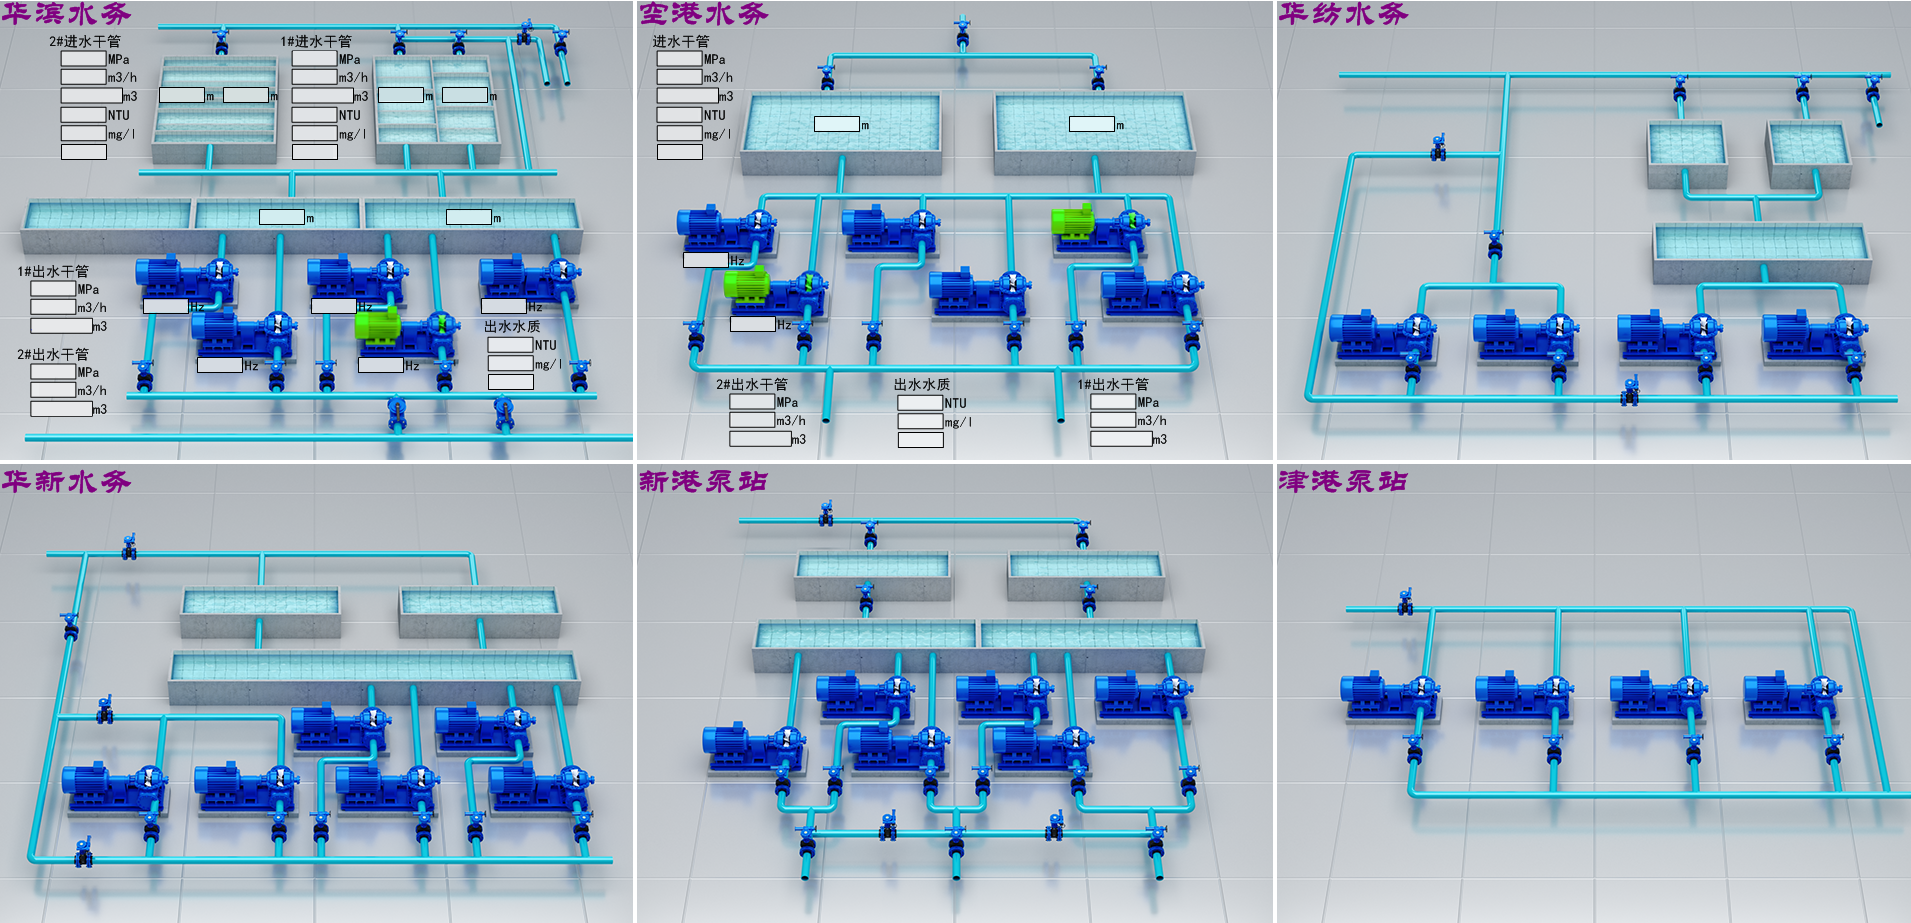 华滨水务
2#进水干管
MPa
m3/h
m3
NTU
mg/l
1#进水干管
MPa
m3/h
m3
NTU
mg/l
m
m
m
m
m
m
1#出水干管
MPa
m3/h
m3
2#出水干管
MPa
m3/h
m3
Hz
Hz
Hz
Hz
Hz
出水水质
NTU
mg/l
空港水务
进水干管
MPa
m3/h
m3
NTU
mg/l
m
m
Hz
Hz
2#出水干管
MPa
m3/h
m3
出水水质
NTU
mg/l
1#出水干管
MPa
m3/h
m3
华纺水务
华新水务
新港泵站
津港泵站